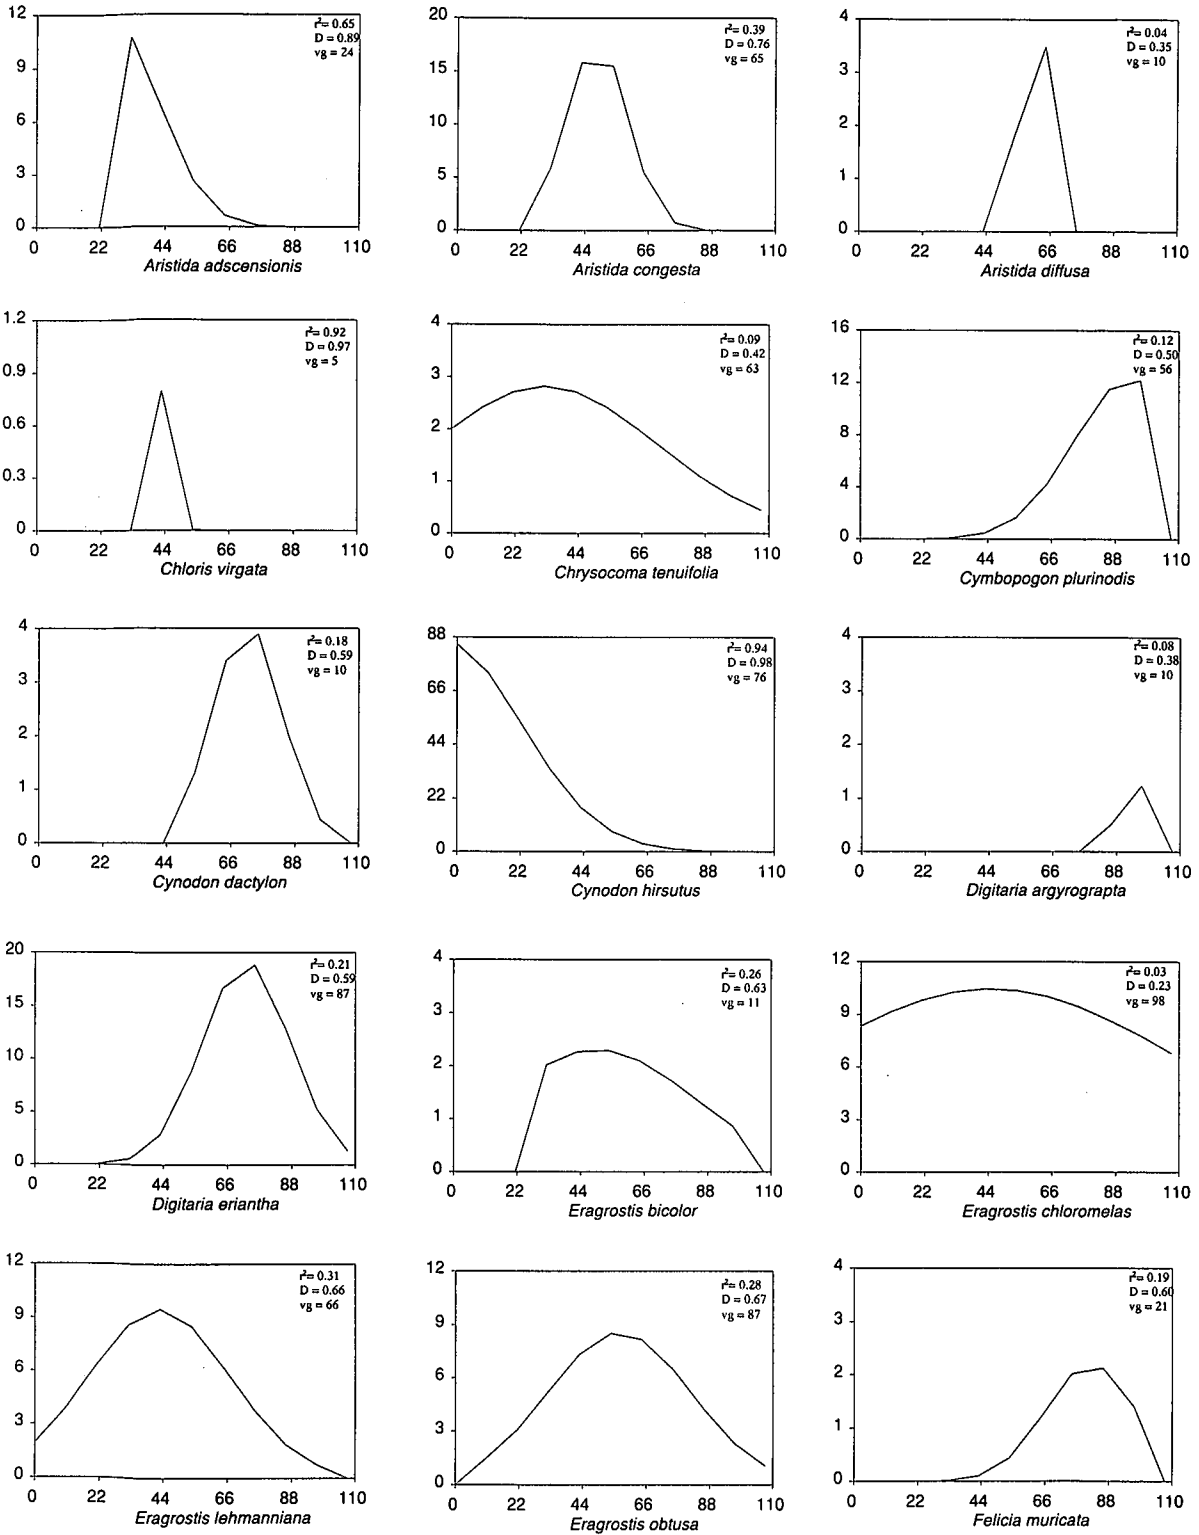 12
9
6
3
0
r²= 0.65
D = 0.89
vg = 24
0 22 44 66 88 110
Aristida adscensionis
20
15
10
5
0
r²= 0.39
D = 0.76
vg = 65
0 22 44 66 88 110
Aristida congesta
4
3
2
1
0
r²= 0.04
D = 0.35
vg = 10
0 22 44 66 88 110
Aristida diffusa
1.2
0.9
0.6
0.3
0
r²= 0.92
D = 0.97
vg = 5
0 22 44 66 88 110
Chloris virgata
4
3
2
1
0
r²= 0.09
D = 0.42
vg = 63
0 22 44 66 88 110
Chrysocoma tenuifolia
16
12
8
4
0
r²= 0.12
D = 0.50
vg = 56
0 22 44 66 88 110
Cymbopogon plurinodis
4
3
2
1
0
r²= 0.18
D = 0.59
vg = 10
0 22 44 66 88 110
Cynodon dactylon
88
66
44
22
0
r²= 0.94
D = 0.98
vg = 76
0 22 44 66 88 110
Cynodon hirsutus
4
3
2
1
0
r²= 0.08
D = 0.38
vg = 10
0 22 44 66 88 110
Digitaria argyrograpta
20
15
10
5
0
r²= 0.21
D = 0.59
vg = 87
0 22 44 66 88 110
Digitaria eriantha
4
3
2
1
0
r²= 0.26
D = 0.63
vg = 11
0 22 44 66 88 110
Eragrostis bicolor
12
9
6
3
0
r²= 0.03
D = 0.23
vg = 98
0 22 44 66 88 110
Eragrostis chloromelas
12
9
6
3
0
r²= 0.31
D = 0.66
vg = 66
0 22 44 66 88 110
Eragrostis lehmanniana
12
9
6
3
0
r²= 0.28
D = 0.67
vg = 87
0 22 44 66 88 110
Eragrostis obtusa
4
3
2
1
0
r²= 0.19
D = 0.60
vg = 21
0 22 44 66 88 110
Felicia muricata